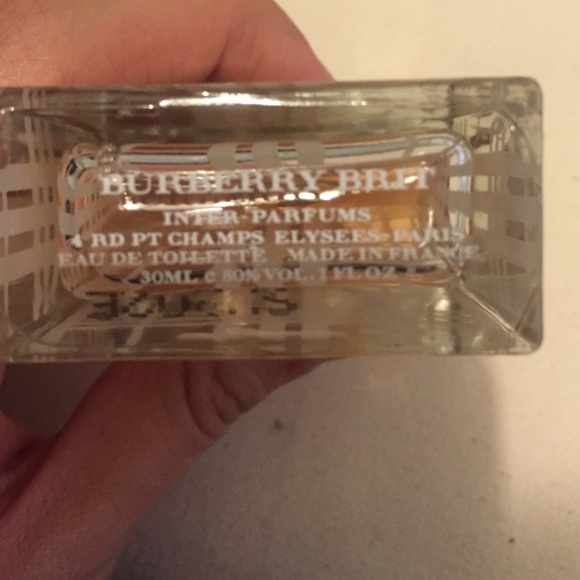 BURBERRY BRIT
INTER-PARFUMS
4 RD PT CHAMPS ELYSEES-PARIS
EAU DE TOILETTE MADE IN FRANCE
30ML e 80% VOL. 1 FL.OZ.